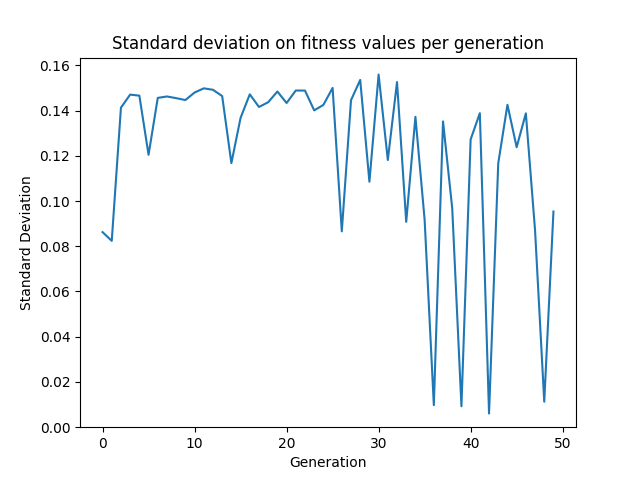 Standard deviation on fitness values per generation
0.16
0.14
0.12
0.10
0.08
0.06
0.04
0.02
0.00
Standard Deviation
0 10 20 30 40 50
Generation